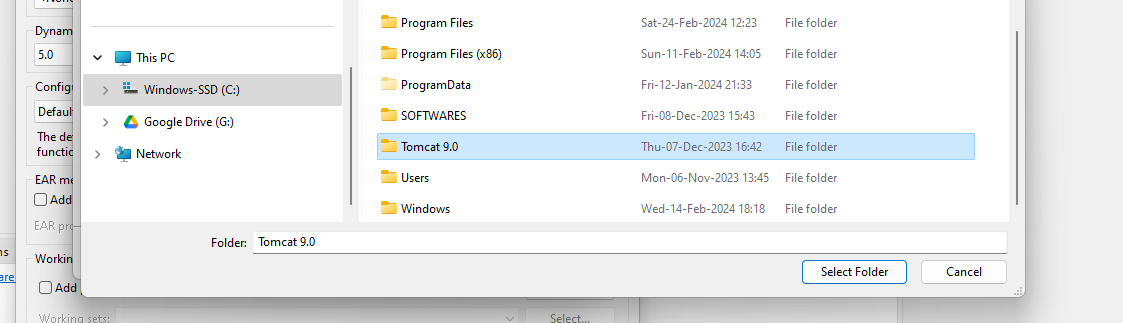 Program Files Sat-24-Feb-2024 12:23 File folder
Dynam
5.0
This PC
Program Files (x86) Sun-11-Feb-2024 14:05 File folder
Configu
Windows-SSD (C:)
ProgramData Fri-12-Jan-2024 21:33 File folder
Default
Google Drive (G:)
SOFTWARES Fri-08-Dec-2023 15:43 File folder
The def
functio
Network
Tomcat 9.0 Thu-07-Dec-2023 16:42 File folder
EAR me
Users Mon-06-Nov-2023 13:45 File folder
Add
Windows Wed-14-Feb-2024 18:18 File folder
EAR pro
Folder: Tomcat 9.0
ns
Workin
Select Folder Cancel
are
Add
Working sets: Select...